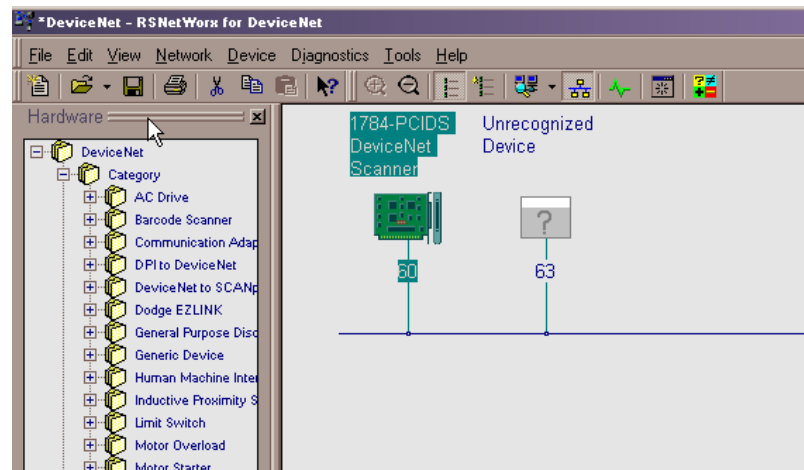 *DeviceNet - RSNetWorx for DeviceNet
File Edit View Network Device Diagnostics Tools Help
Hardware
DeviceNet
Category
AC Drive
Barcode Scanner
Communication Adap
DPI to DeviceNet
DeviceNet to SCANp
Dodge EZLINK
General Purpose Disc
Generic Device
Human Machine Inter
Inductive Proximity S
Limit Switch
Motor Overload
Motor Starter
1784-PCIDS
DeviceNet
Scanner
60
Unrecognized
Device
?
63